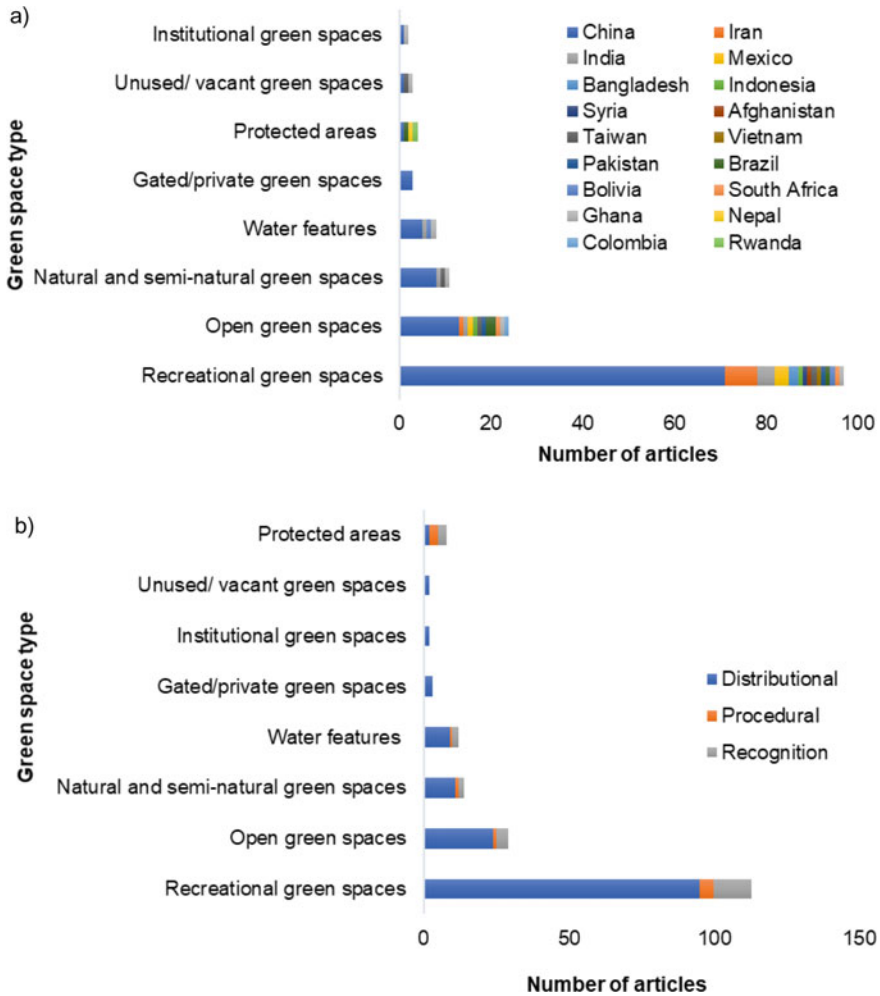 a)
Institutional green spaces
Unused/ vacant green spaces
Protected areas
Gated/private green spaces
Water features
Natural and semi-natural green spaces
Open green spaces
Recreational green spaces
Green space type
0 20 40 60 80 100
Number of articles
China Iran
India Mexico
Bangladesh Indonesia
Syria Afghanistan
Taiwan Vietnam
Pakistan Brazil
Bolivia South Africa
Ghana Nepal
Colombia Rwanda
b)
Protected areas
Unused/ vacant green spaces
Institutional green spaces
Gated/private green spaces
Water features
Natural and semi-natural green spaces
Open green spaces
Recreational green spaces
Green space type
Distributional
Procedural
Recognition
0 50 100 150
Number of articles